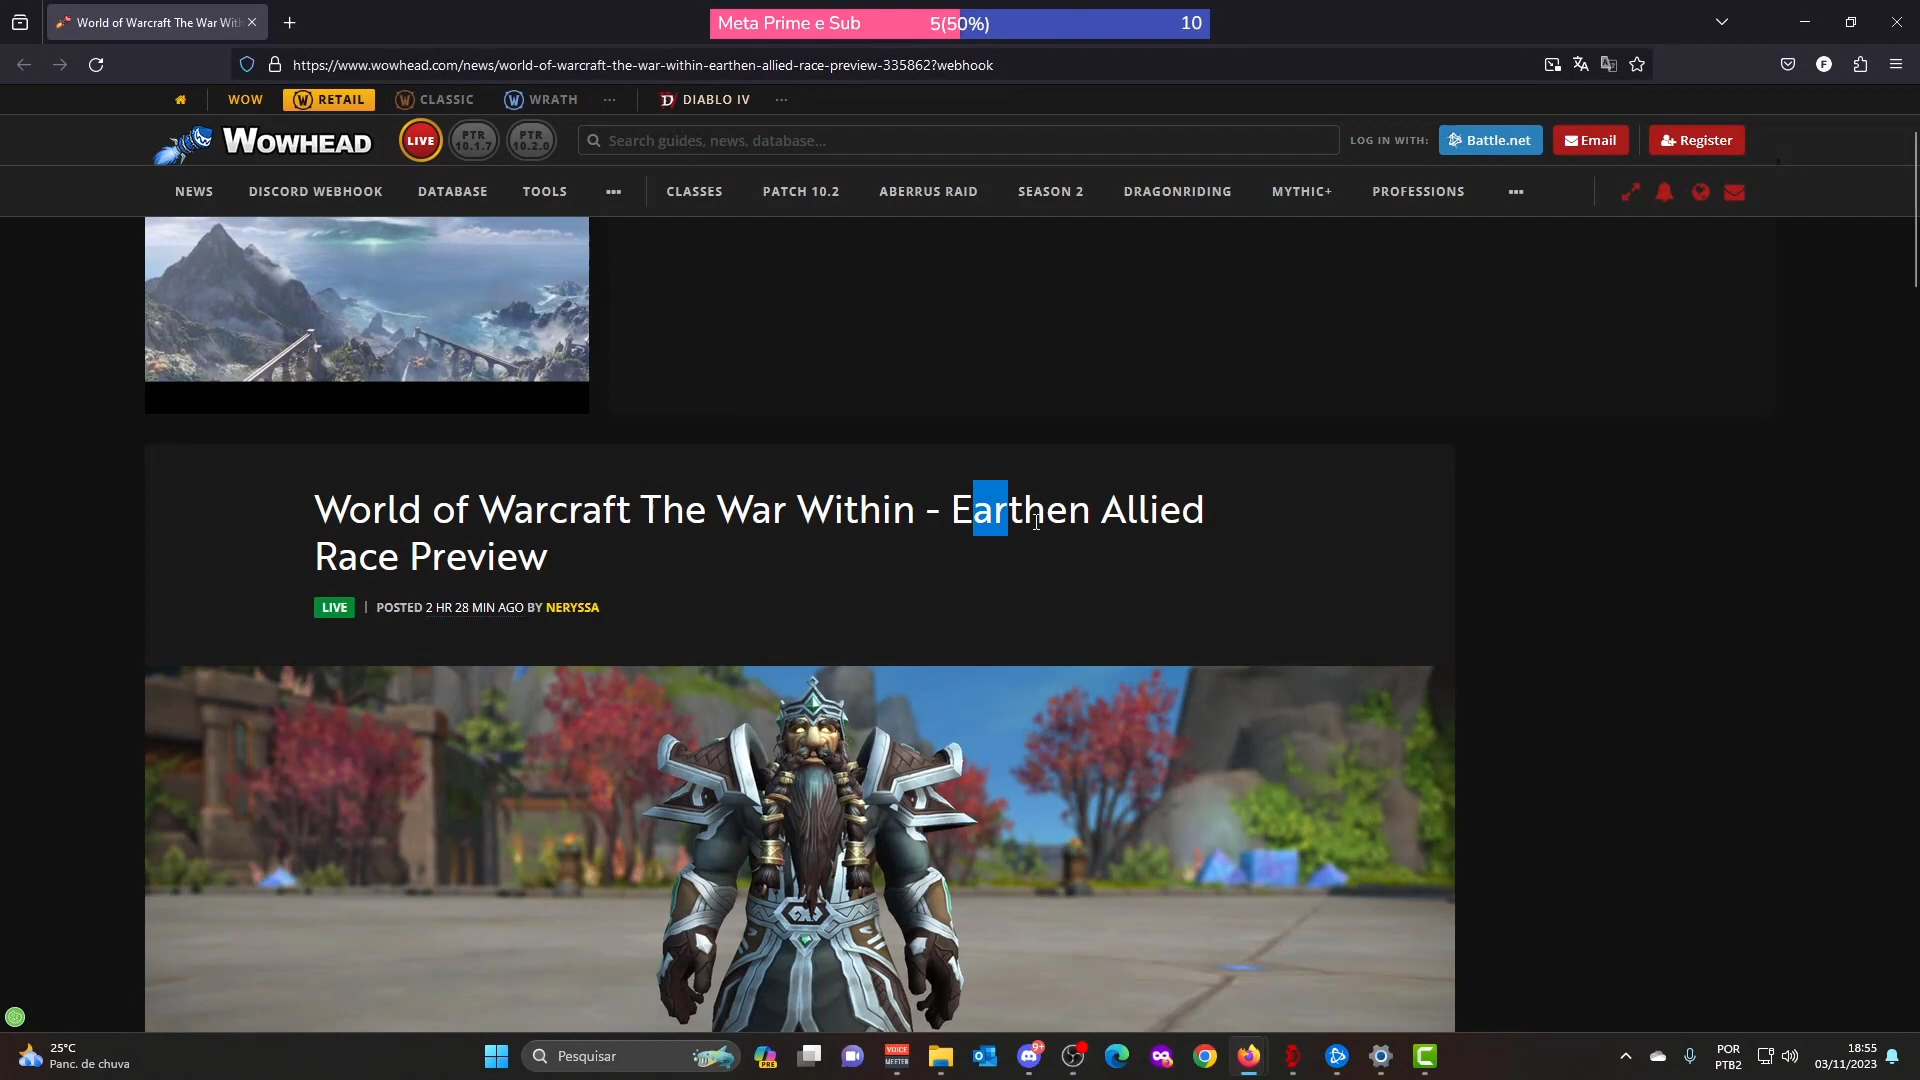 World of Warcraft The War With
Meta Prime e Sub 5(50%) 10
https://www.wowhead.com/news/world-of-warcraft-the-war-within-earthen-allied-race-preview-335862?webhook
F
WOW RETAIL CLASSIC WRATH ... DIABLO IV ...
WOWHEAD LIVE PTR 10.1.7 PTR 10.2.0 Search guides, news, database... LOG IN WITH: Battle.net Email Register
NEWS DISCORD WEBHOOK DATABASE TOOLS ... CLASSES PATCH 10.2 ABERRUS RAID SEASON 2 DRAGONRIDING MYTHIC+ PROFESSIONS ...
World of Warcraft The War Within - Earthen Allied
Race Preview
LIVE | POSTED 2 HR 28 MIN AGO BY NERYSSA
25°C
Panc. de chuva
Pesquisar
PRE
VOICE
MEETER
9+
POR
PTB2
18:55
03/11/2023